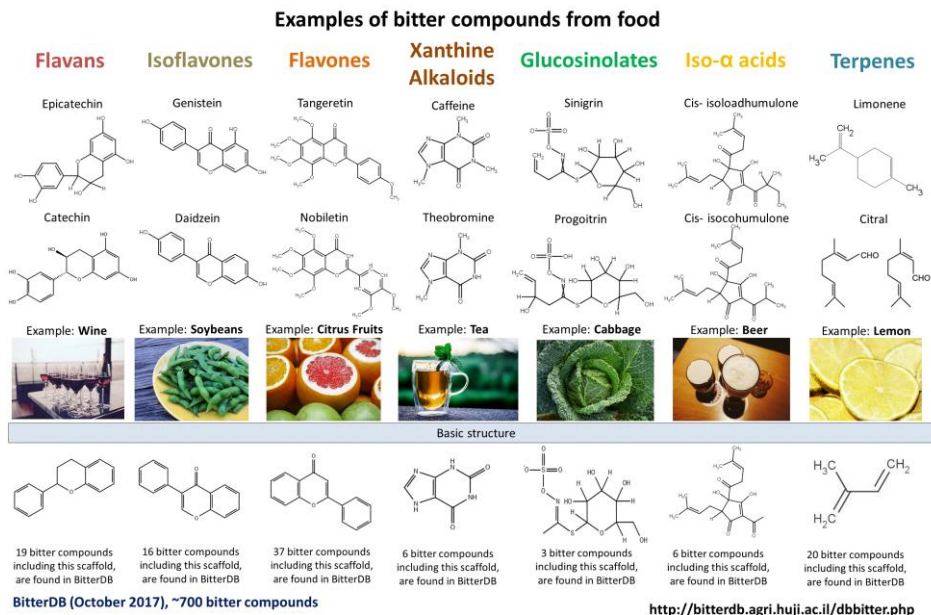 Examples of bitter compounds from food
Flavans
Isoflavones
Flavones
Xanthine
Alkaloids
Glucosinolates
Iso-α acids
Terpenes
Epicatechin
Genistein
Tangeretin
Caffeine
Sinigrin
Cis- isoloadhumulone
Limonene
Catechin
Daidzein
Nobiletin
Theobromine
Progoitrin
Cis- isocohumulone
Citral
Example: Wine
Example: Soybeans
Example: Citrus Fruits
Example: Tea
Example: Cabbage
Example: Beer
Example: Lemon
Basic structure
19 bitter compounds
including this scaffold,
are found in BitterDB
16 bitter compounds
including this scaffold,
are found in BitterDB
37 bitter compounds
including this scaffold,
are found in BitterDB
6 bitter compounds
including this scaffold,
are found in BitterDB
3 bitter compounds
including this scaffold,
are found in BitterDB
6 bitter compounds
including this scaffold,
are found in BitterDB
20 bitter compounds
including this scaffold,
are found in BitterDB
BitterDB (October 2017), ~700 bitter compounds
http://bitterdb.agri.huji.ac.il/dbbitter.php